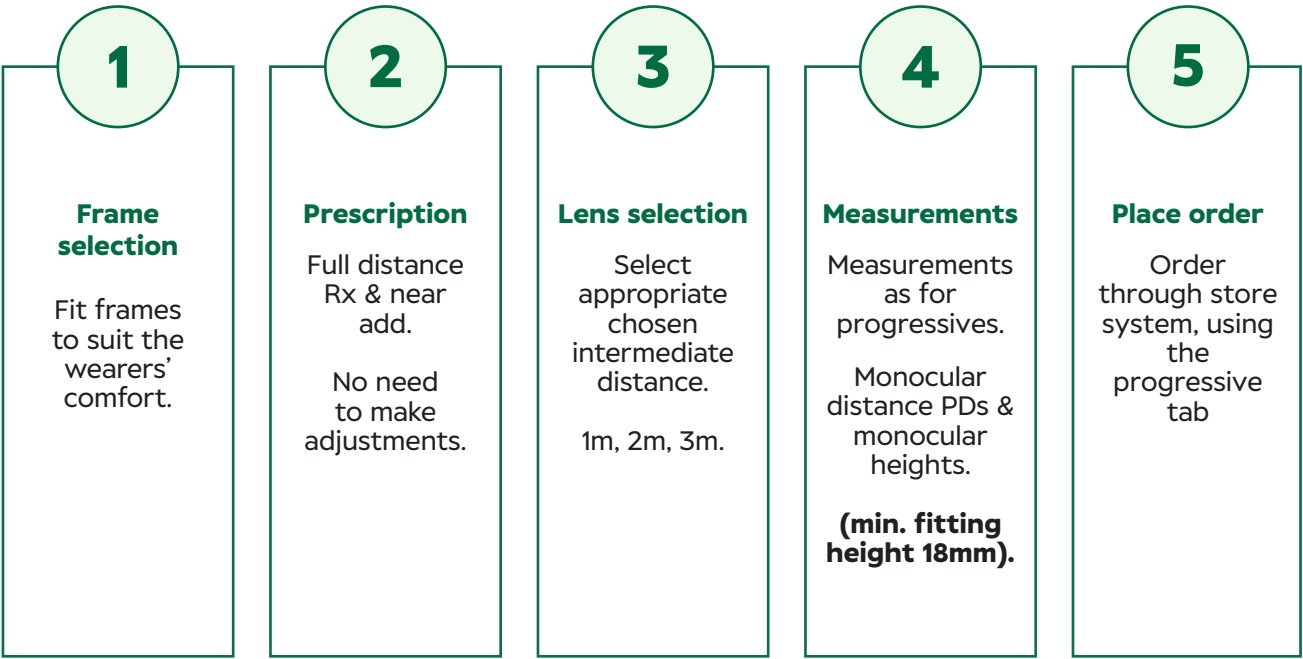 1
Frame
selection
Fit frames
to suit the
wearers’
comfort.
2
Prescription
Full distance
Rx & near
add.
No need
to make
adjustments.
3
Lens selection
Select
appropriate
chosen
intermediate
distance.
1m, 2m, 3m.
4
Measurements
Measurements
as for
progressives.
Monocular
distance PDs &
monocular
heights.
(min. fitting
height 18mm).
5
Place order
Order
through store
system, using
the
progressive
tab